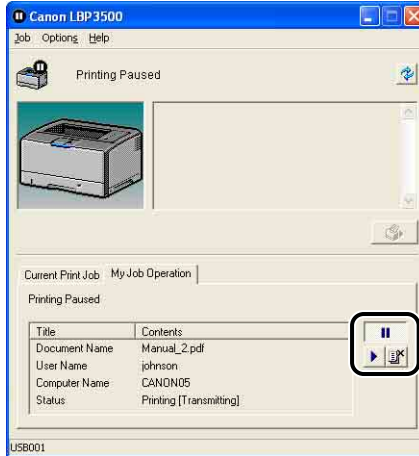 Canon LBP3500
Job Options Help
Printing Paused
Current Print Job My Job Operation
Printing Paused
Title Contents
Document Name Manual_2.pdf
User Name johnson
Computer Name CANON05
Status Printing [Transmitting]
USB001